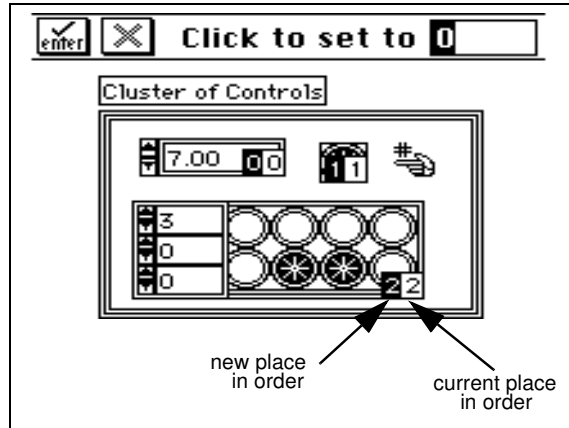 enter Click to set to 0
Cluster of Controls
7.00 0 0 1 1 #
3
0
0 2 2
new place
in order
current place
in order